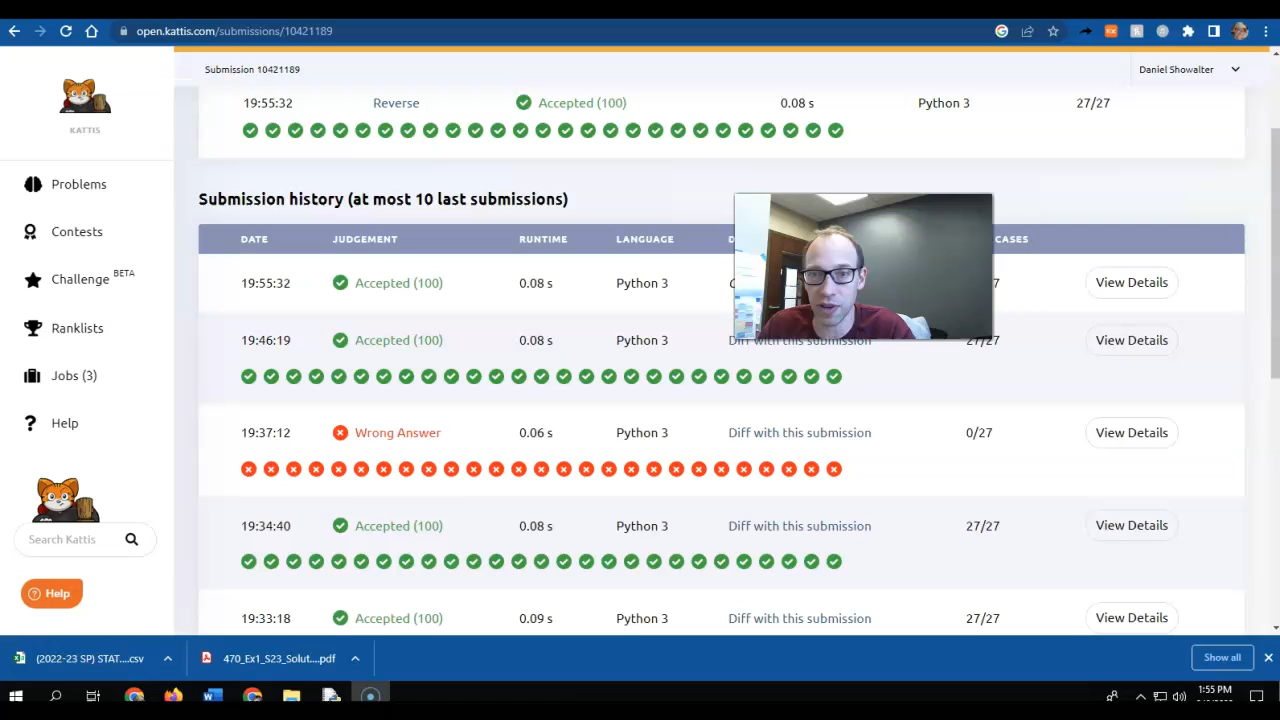 open.kattis.com/submissions/10421189
Submission 10421189
Daniel Showalter
KATTIS
19:55:32 Reverse Accepted (100) 0.08 s Python 3 27/27
Problems
Contests
Challenge BETA
Ranklists
Jobs (3)
Help
Search Kattis
Help
Submission history (at most 10 last submissions)
DATE JUDGEMENT RUNTIME LANGUAGE D CASES
19:55:32 Accepted (100) 0.08 s Python 3 7 View Details
19:46:19 Accepted (100) 0.08 s Python 3 Diff with this submission 27/27 View Details
19:37:12 Wrong Answer 0.06 s Python 3 Diff with this submission 0/27 View Details
19:34:40 Accepted (100) 0.08 s Python 3 Diff with this submission 27/27 View Details
19:33:18 Accepted (100) 0.09 s Python 3 Diff with this submission 27/27 View Details
(2022-23 SP) STAT....csv
470_Ex1_S23_Solut....pdf
Show all
1:55 PM